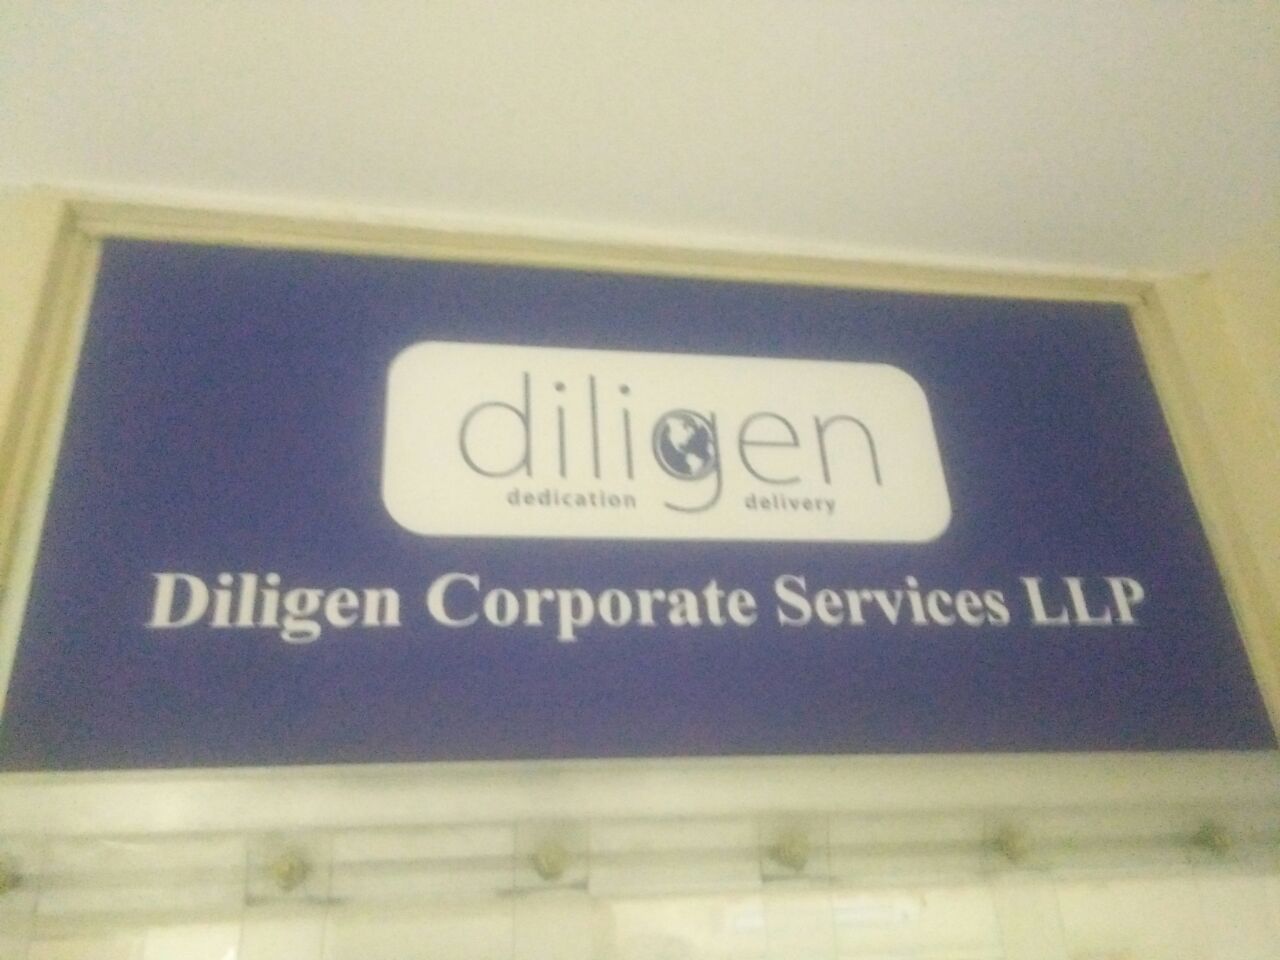 diligen
dedication delivery
Diligen Corporate Services LLP